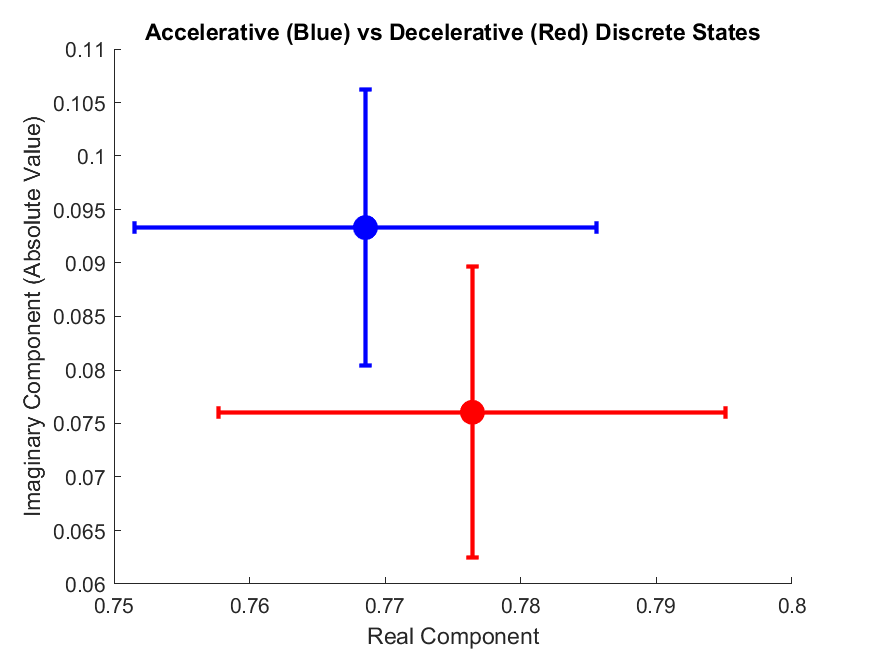 Accelerative (Blue) vs Decelerative (Red) Discrete States
0.11
0.105
0.1
0.095
0.09
0.085
0.08
0.075
0.07
0.065
0.06
Imaginary Component (Absolute Value)
0.75 0.76 0.77 0.78 0.79 0.8
Real Component